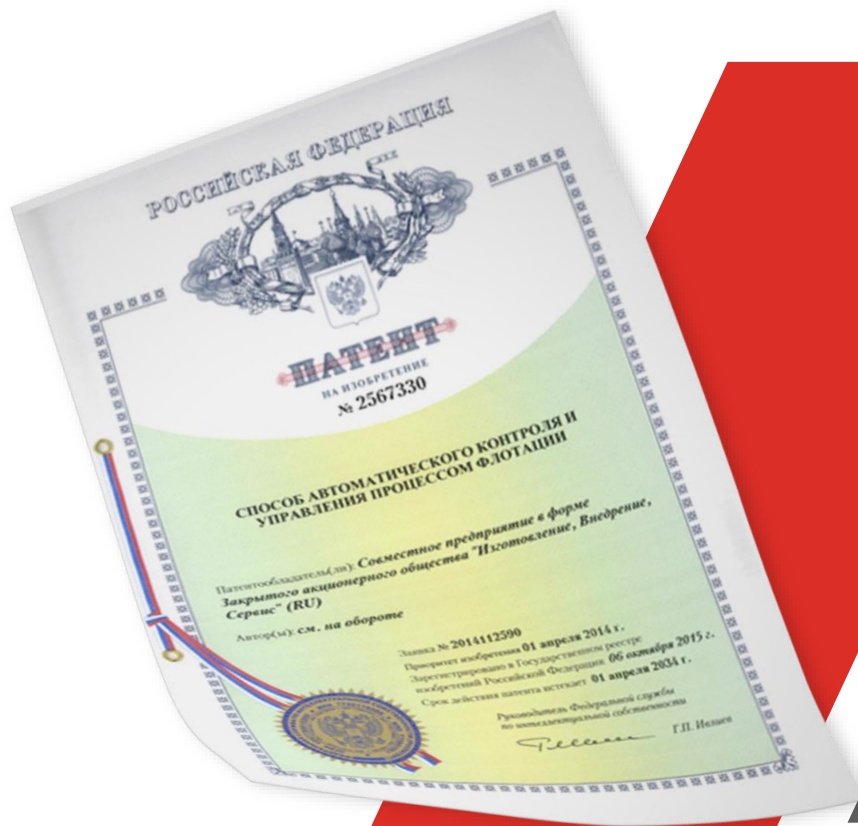 РОССИЙСКАЯ ФЕДЕРАЦИЯ
ПАТЕНТ
НА ИЗОБРЕТЕНИЕ
№ 2567330
СПОСОБ АВТОМАТИЧЕСКОГО КОНТРОЛЯ И
УПРАВЛЕНИЯ ПРОЦЕССОМ ФЛОТАЦИИ
Патентообладатель(ли): Совместное предприятие в форме
Закрытого акционерного общества "Изготовление, Внедрение,
Сервис" (RU)
Автор(ы): см. на обороте
Заявка № 2014112590
Приоритет изобретения 01 апреля 2014 г.
Зарегистрировано в Государственном реестре
изобретений Российской Федерации 06 октября 2015 г.
Срок действия патента истекает 01 апреля 2034 г.
Руководитель Федеральной службы
по интеллектуальной собственности
Г.П. Ивлиев